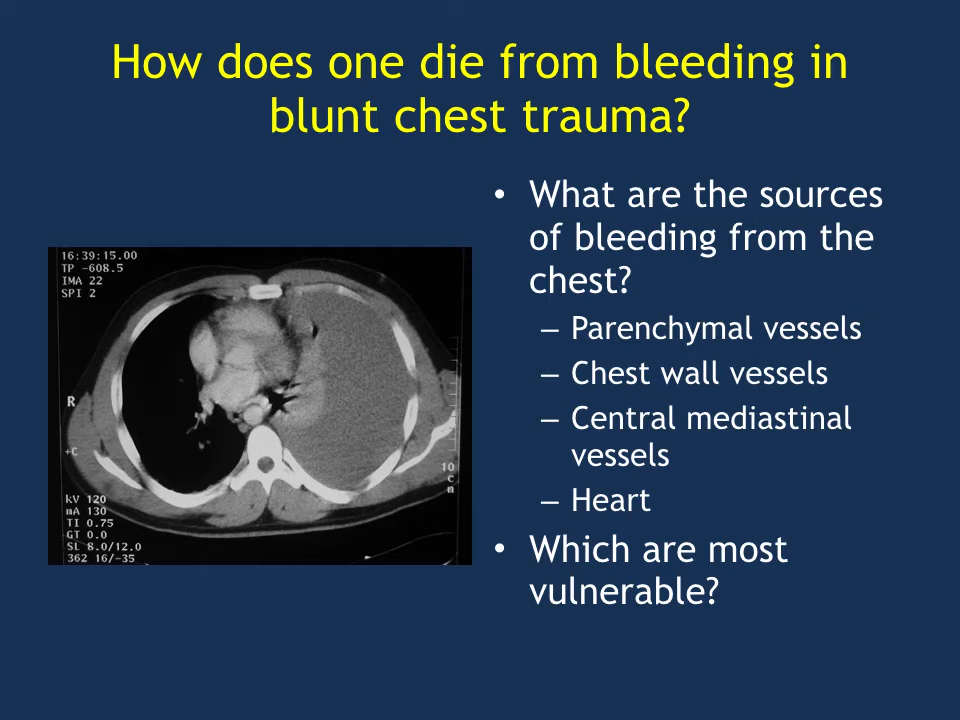 How does one die from bleeding in
blunt chest trauma?
• What are the sources
of bleeding from the
chest?
– Parenchymal vessels
– Chest wall vessels
– Central mediastinal
vessels
– Heart
• Which are most
vulnerable?
16:39:15.00
TP -608.5
IMA 22
SPI 2
R
+C
10
cm
kV 120
mA 130
TI 0.75
GT 0.0
SL 8.0/12.0
362 16/-35